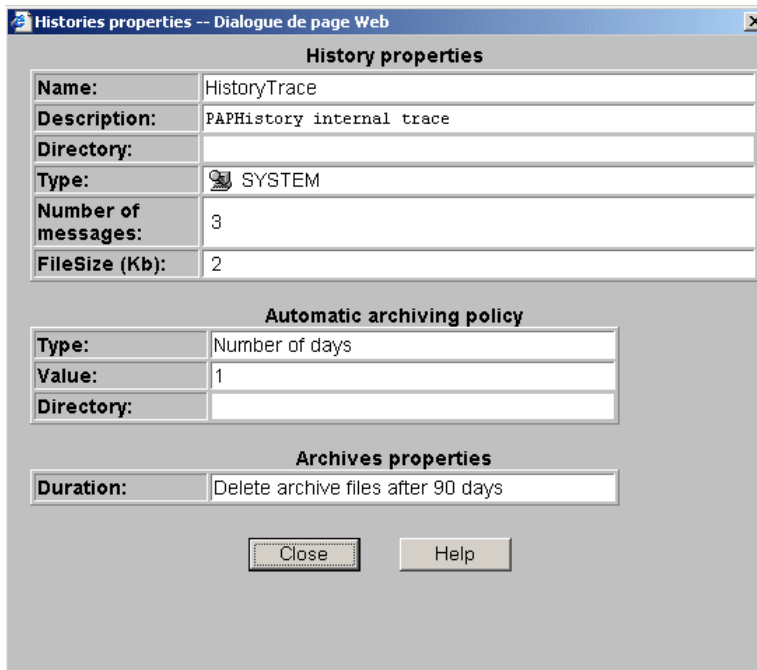 Histories properties -- Dialogue de page Web
History properties
Name: HistoryTrace
Description: PAPHistory internal trace
Directory:
Type: SYSTEM
Number of
messages: 3
FileSize (Kb): 2
Automatic archiving policy
Type: Number of days
Value: 1
Directory:
Archives properties
Duration: Delete archive files after 90 days
Close Help